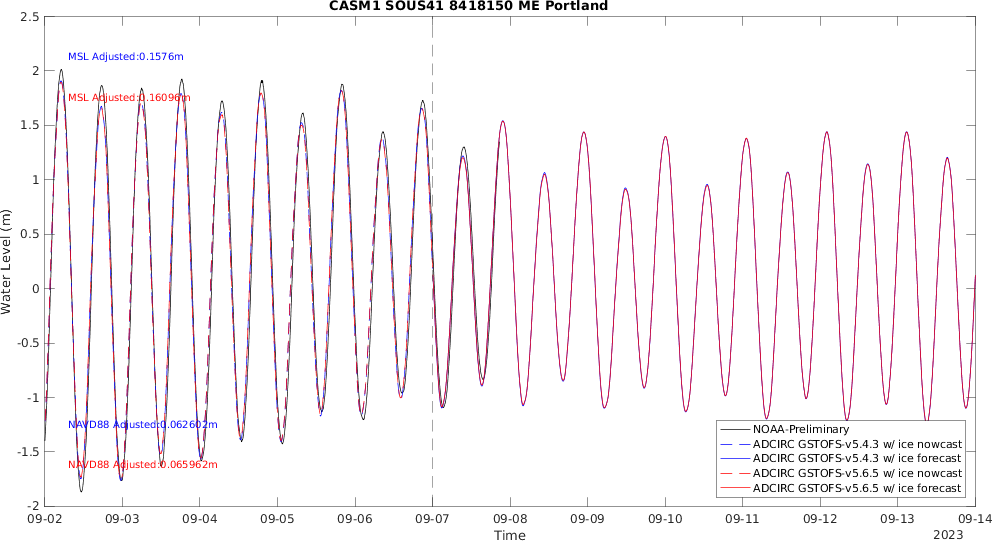 CASM1 SOUS41 8418150 ME Portland
2.5
2
1.5
1
0.5
0
-0.5
-1
-1.5
-2
Water Level (m)
MSL Adjusted:0.1576m
MSL Adjusted:0.16096m
NAVD88 Adjusted:0.062602m
NAVD88 Adjusted:0.065962m
NOAA-Preliminary
ADCIRC GSTOFS-v5.4.3 w/ ice nowcast
ADCIRC GSTOFS-v5.4.3 w/ ice forecast
ADCIRC GSTOFS-v5.6.5 w/ ice nowcast
ADCIRC GSTOFS-v5.6.5 w/ ice forecast
09-02 09-03 09-04 09-05 09-06 09-07 09-08 09-09 09-10 09-11 09-12 09-13 09-14
Time
2023